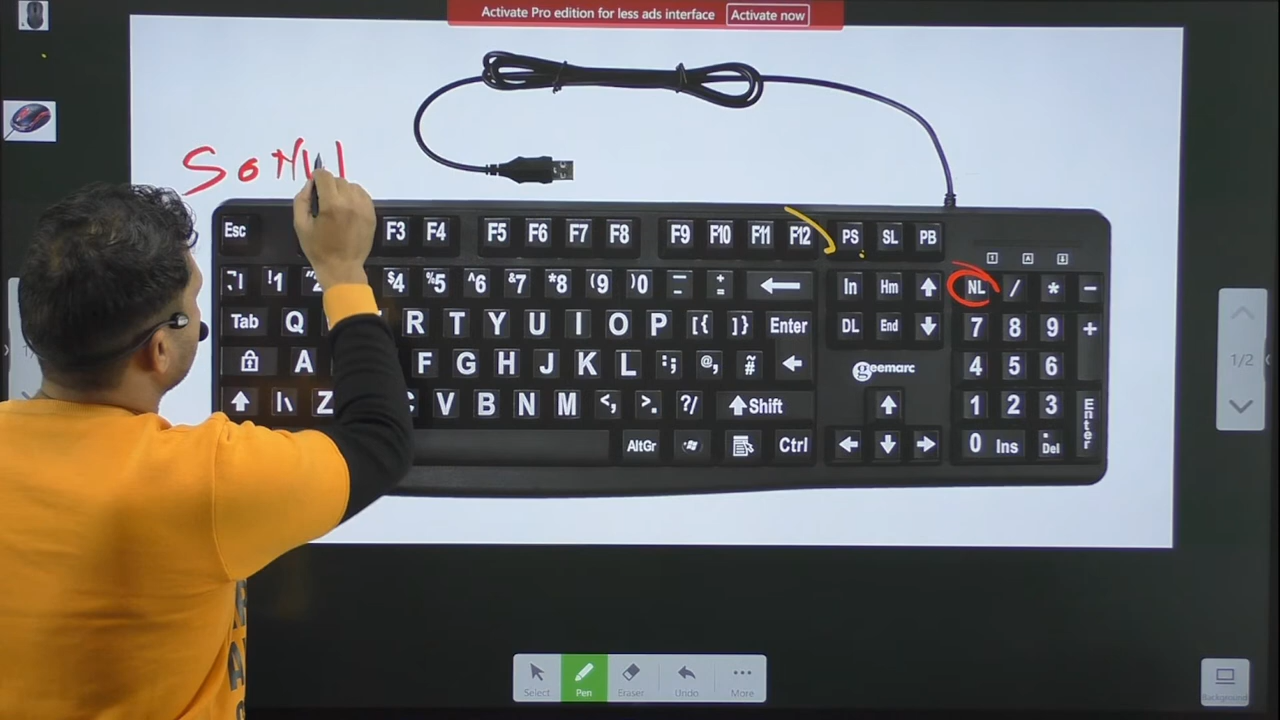 Activate Pro edition for less ads interface Activate now
SONU
Esc F3 F4 F5 F6 F7 F8 F9 F10 F11 F12 PS SL PB
¬| !1 "2 $4 %5 ^6 &7 *8 (9 )0 _- += In Hm NL / * -
Tab Q R T Y U I O P [{ ]} Enter DL End 7 8 9 +
A F G H J K L :; @, ~# geemarc 4 5 6
|\ Z V B N M <, >. ?/ Shift 1 2 3 Enter
AltGr Ctrl 0 Ins . Del
1/2
Select Pen Eraser Undo More
Background